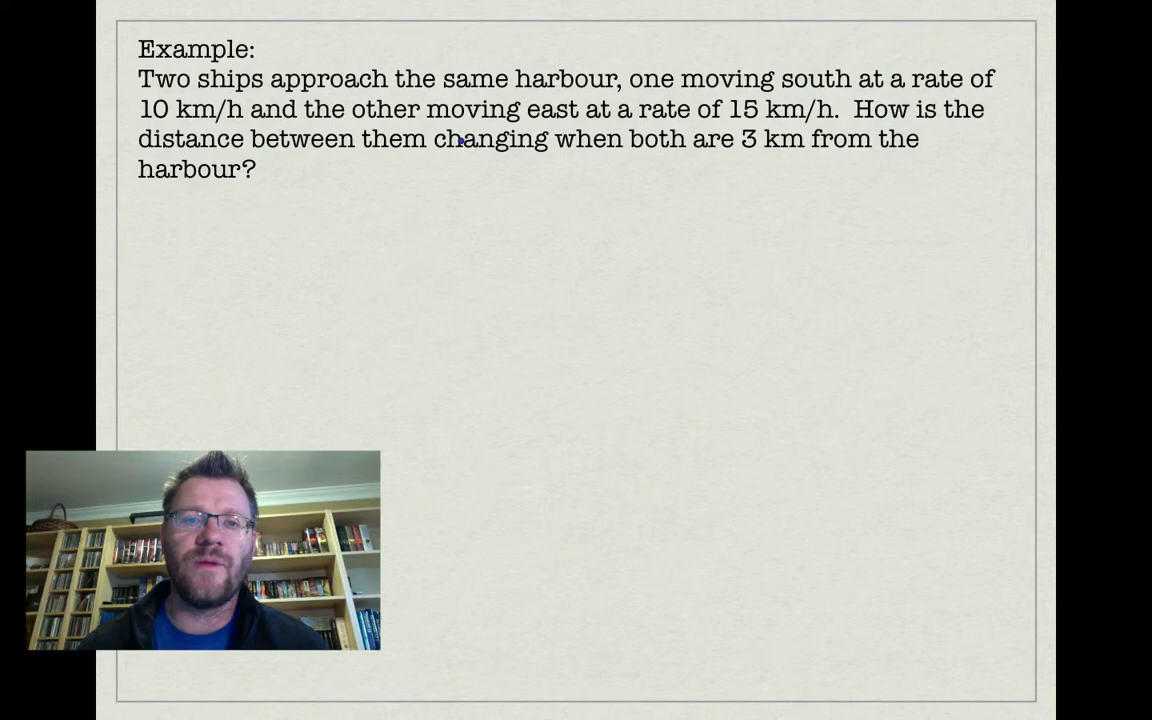 Example:
Two ships approach the same harbour, one moving south at a rate of
10 km/h and the other moving east at a rate of 15 km/h.  How is the
distance between them changing when both are 3 km from the
harbour?